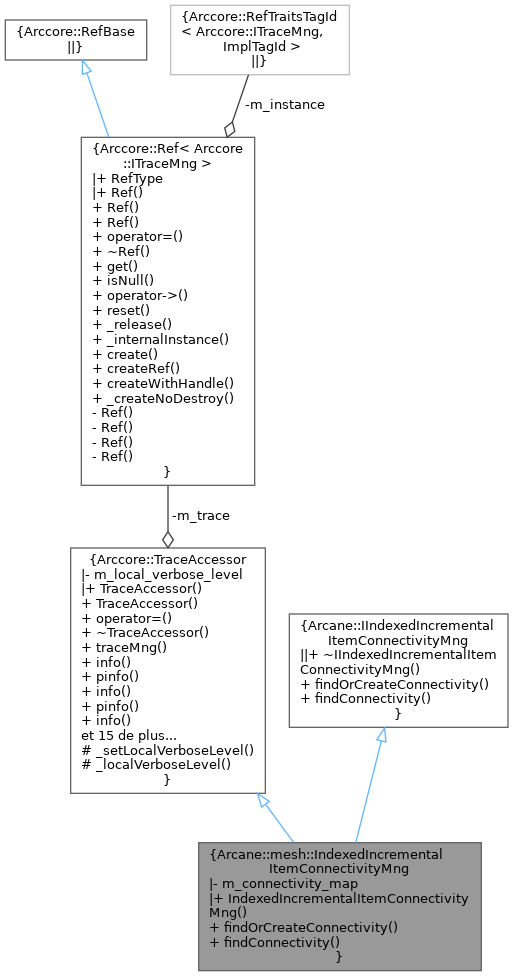 {Arccore::RefBase
||}
{Arccore::RefTraitsTagId
< Arccore::ITraceMng,
ImplTagId >
||}
-m_instance
{Arccore::Ref< Arccore
::ITraceMng >
|+ RefType
|+ Ref()
+ Ref()
+ Ref()
+ operator=()
+ ~Ref()
+ get()
+ isNull()
+ operator->()
+ reset()
+ _release()
+ _internalInstance()
+ create()
+ createRef()
+ createWithHandle()
+ _createNoDestroy()
- Ref()
- Ref()
- Ref()
- Ref()
}
-m_trace
{Arccore::TraceAccessor
|- m_local_verbose_level
|+ TraceAccessor()
+ TraceAccessor()
+ operator=()
+ ~TraceAccessor()
+ traceMng()
+ info()
+ pinfo()
+ info()
+ pinfo()
+ info()
et 15 de plus...
# _setLocalVerboseLevel()
# _localVerboseLevel()
}
{Arcane::IIndexedIncremental
ItemConnectivityMng
||+ ~IIndexedIncrementalItem
ConnectivityMng()
+ findOrCreateConnectivity()
+ findConnectivity()
}
{Arcane::mesh::IndexedIncremental
ItemConnectivityMng
|- m_connectivity_map
|+ IndexedIncrementalItemConnectivity
Mng()
+ findOrCreateConnectivity()
+ findConnectivity()
}